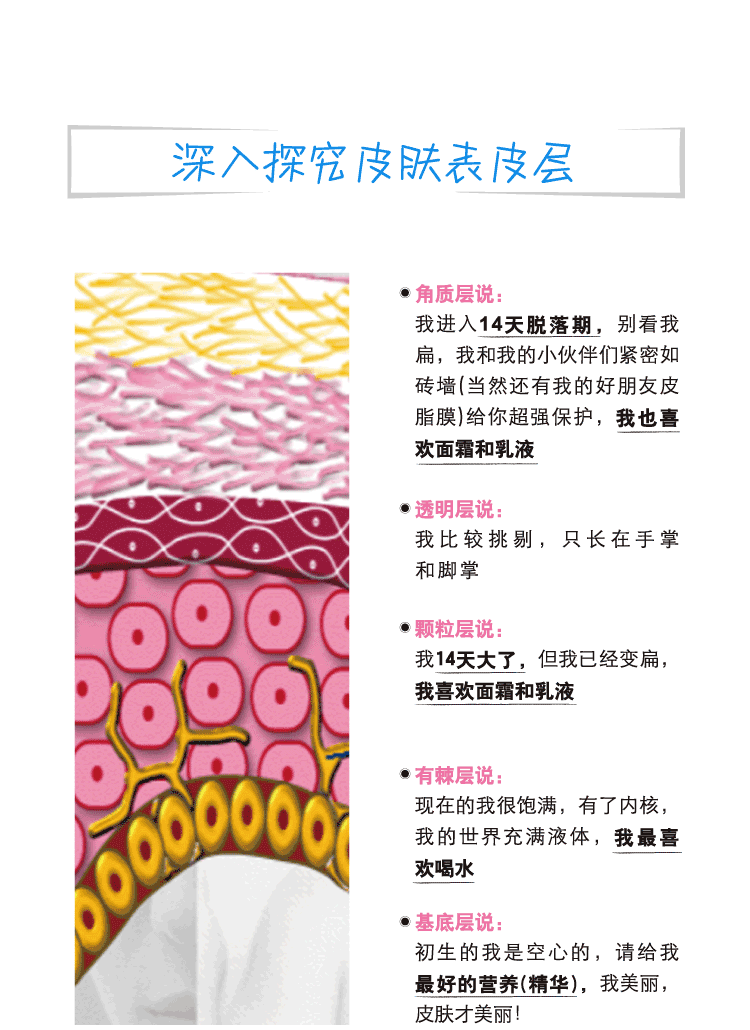 深入探究皮肤表皮层
角质层说：
我进入14天脱落期，别看我
扁，我和我的小伙伴们紧密如
砖墙(当然还有我的好朋友皮
脂膜)给你超强保护，我也喜
欢面霜和乳液
透明层说：
我比较挑剔，只长在手掌
和脚掌
颗粒层说：
我14天大了，但我已经变扁，
我喜欢面霜和乳液
有棘层说：
现在的我很饱满，有了内核，
我的世界充满液体，我最喜
欢喝水
基底层说：
初生的我是空心的，请给我
最好的营养(精华)，我美丽，
皮肤才美丽！